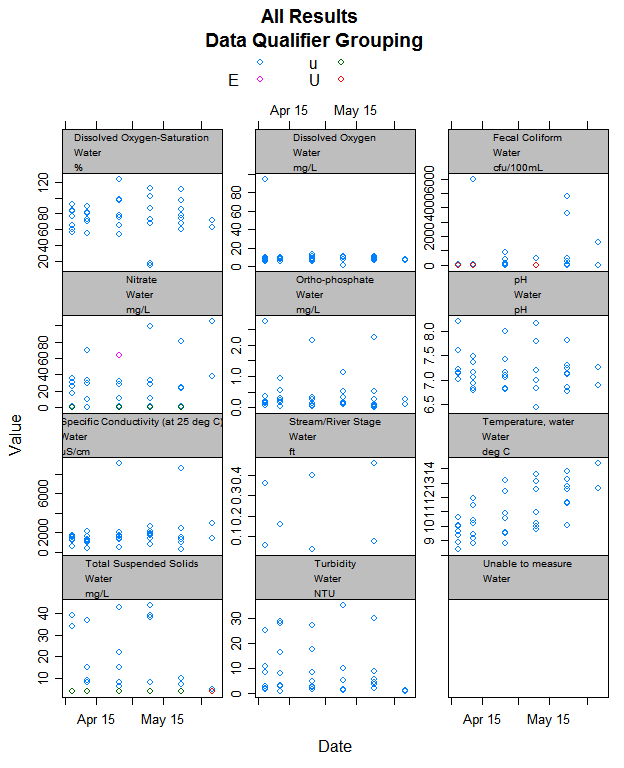 All Results
Data Qualifier Grouping
u
E U
Apr 15 May 15
Dissolved Oxygen-Saturation Dissolved Oxygen Fecal Coliform
Water Water Water
% mg/L cfu/100mL
20 40 60 80 120
0 20 40 60 80
0 2000 4000 6000
Nitrate Ortho-phosphate pH
Water Water Water
mg/L mg/L pH
0 20 40 60 80
0.0 1.0 2.0
6.5 7.0 7.5 8.0
Specific Conductivity (at 25 deg C) Stream/River Stage Temperature, water
Water Water Water
uS/cm ft deg C
0 2000 6000
0.1 0.2 0.3 0.4
9 10 11 12 13 14
Total Suspended Solids Turbidity Unable to measure
Water Water Water
mg/L NTU
10 20 30 40
0 10 20 30
Apr 15 May 15 Apr 15 May 15
Value
Date